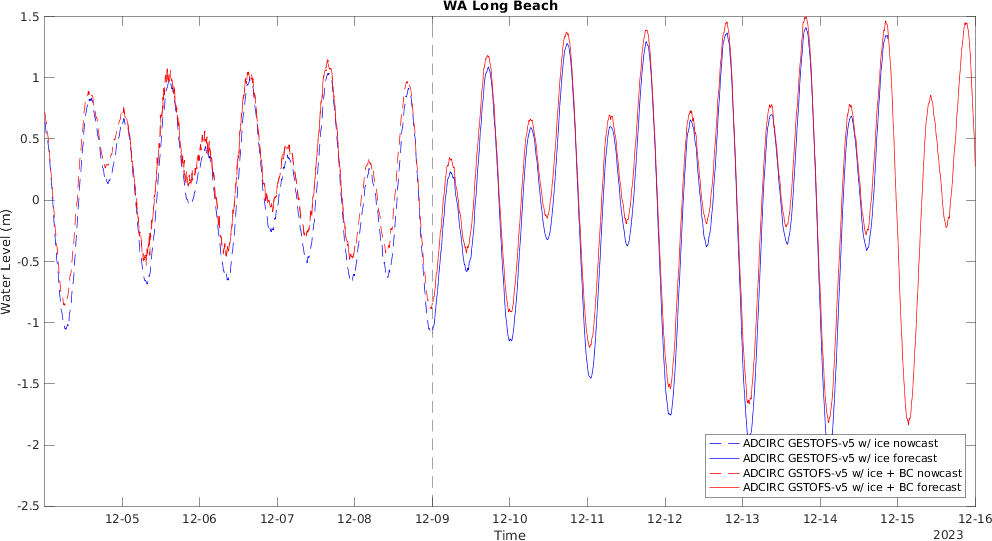 WA Long Beach
1.5
1
0.5
0
-0.5
-1
-1.5
-2
-2.5
Water Level (m)
ADCIRC GESTOFS-v5 w/ ice nowcast
ADCIRC GESTOFS-v5 w/ ice forecast
ADCIRC GSTOFS-v5 w/ ice + BC nowcast
ADCIRC GSTOFS-v5 w/ ice + BC forecast
12-05 12-06 12-07 12-08 12-09 12-10 12-11 12-12 12-13 12-14 12-15 12-16
Time
2023